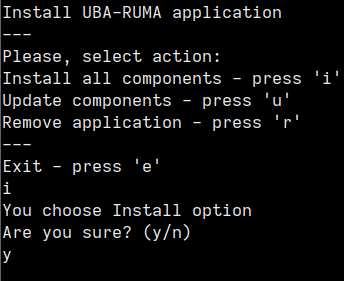 Install UBA-RUMA application
---
Please, select action:
Install all components - press 'i'
Update components - press 'u'
Remove application - press 'r'
---
Exit - press 'e'
i
You choose Install option
Are you sure? (y/n)
y